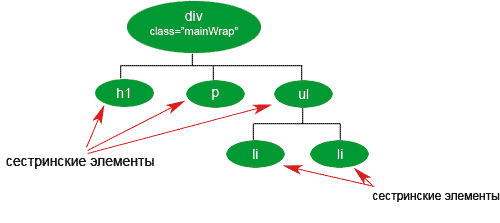 div
class="mainWrap"
h1
p
ul
сестринские элементы
li
li
сестринские элементы